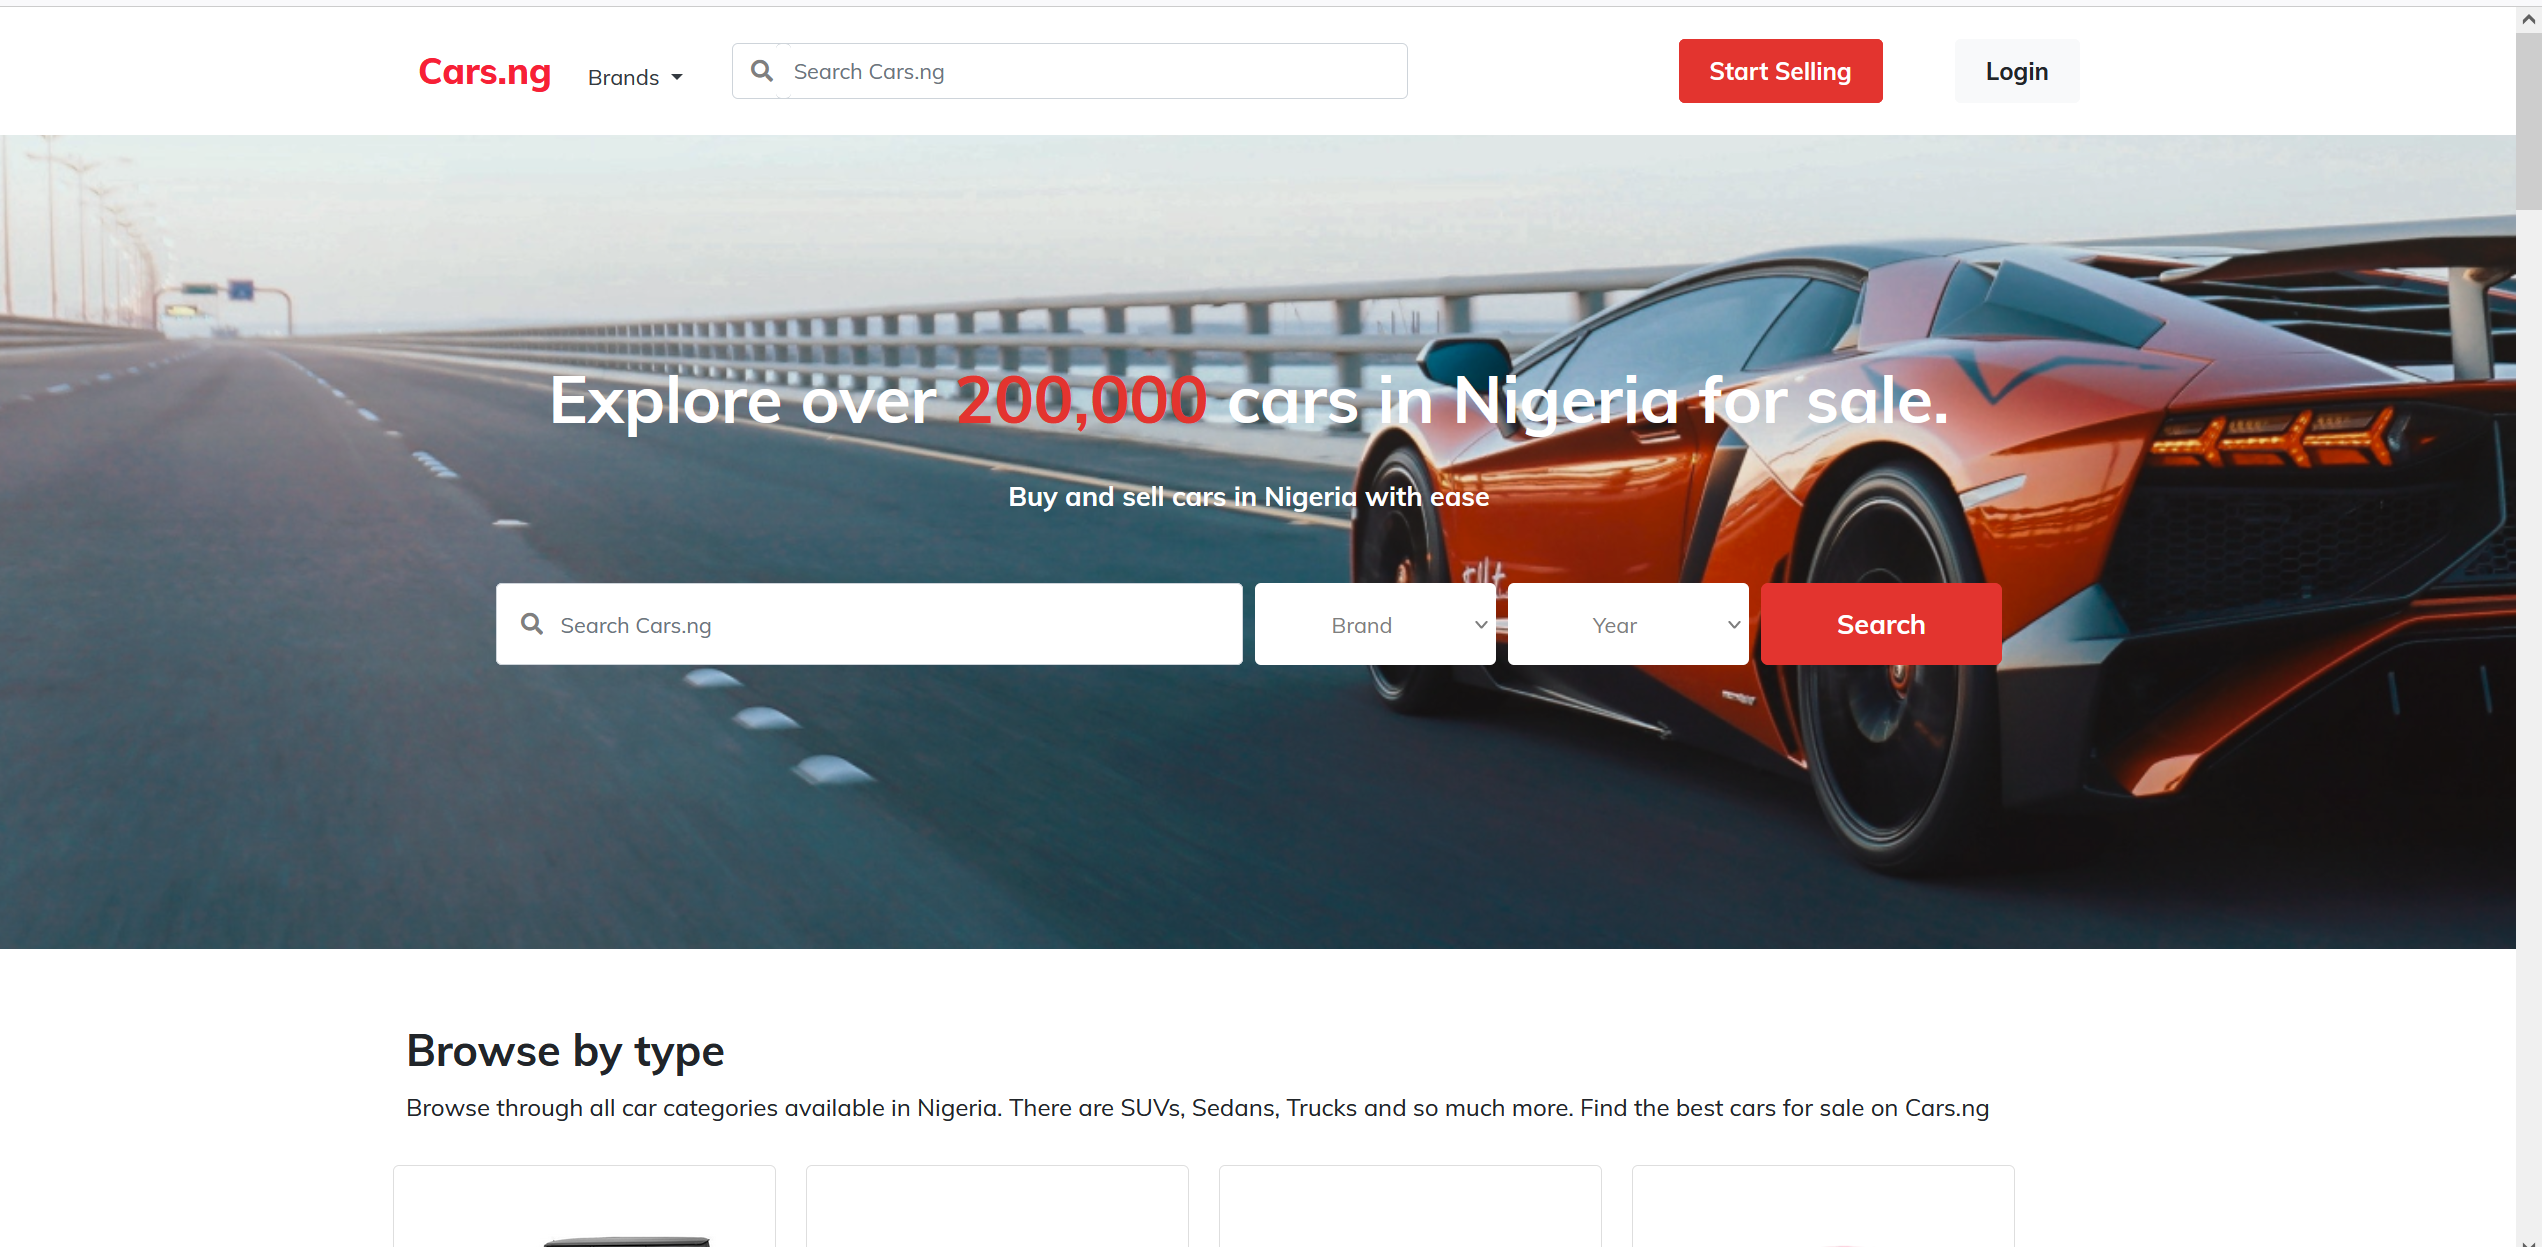 Cars.ng
Brands
Search Cars.ng
Start Selling
Login
Explore over 200,000 cars in Nigeria for sale.
Buy and sell cars in Nigeria with ease
Search Cars.ng
Brand
Year
Search
Browse by type
Browse through all car categories available in Nigeria. There are SUVs, Sedans, Trucks and so much more. Find the best cars for sale on Cars.ng